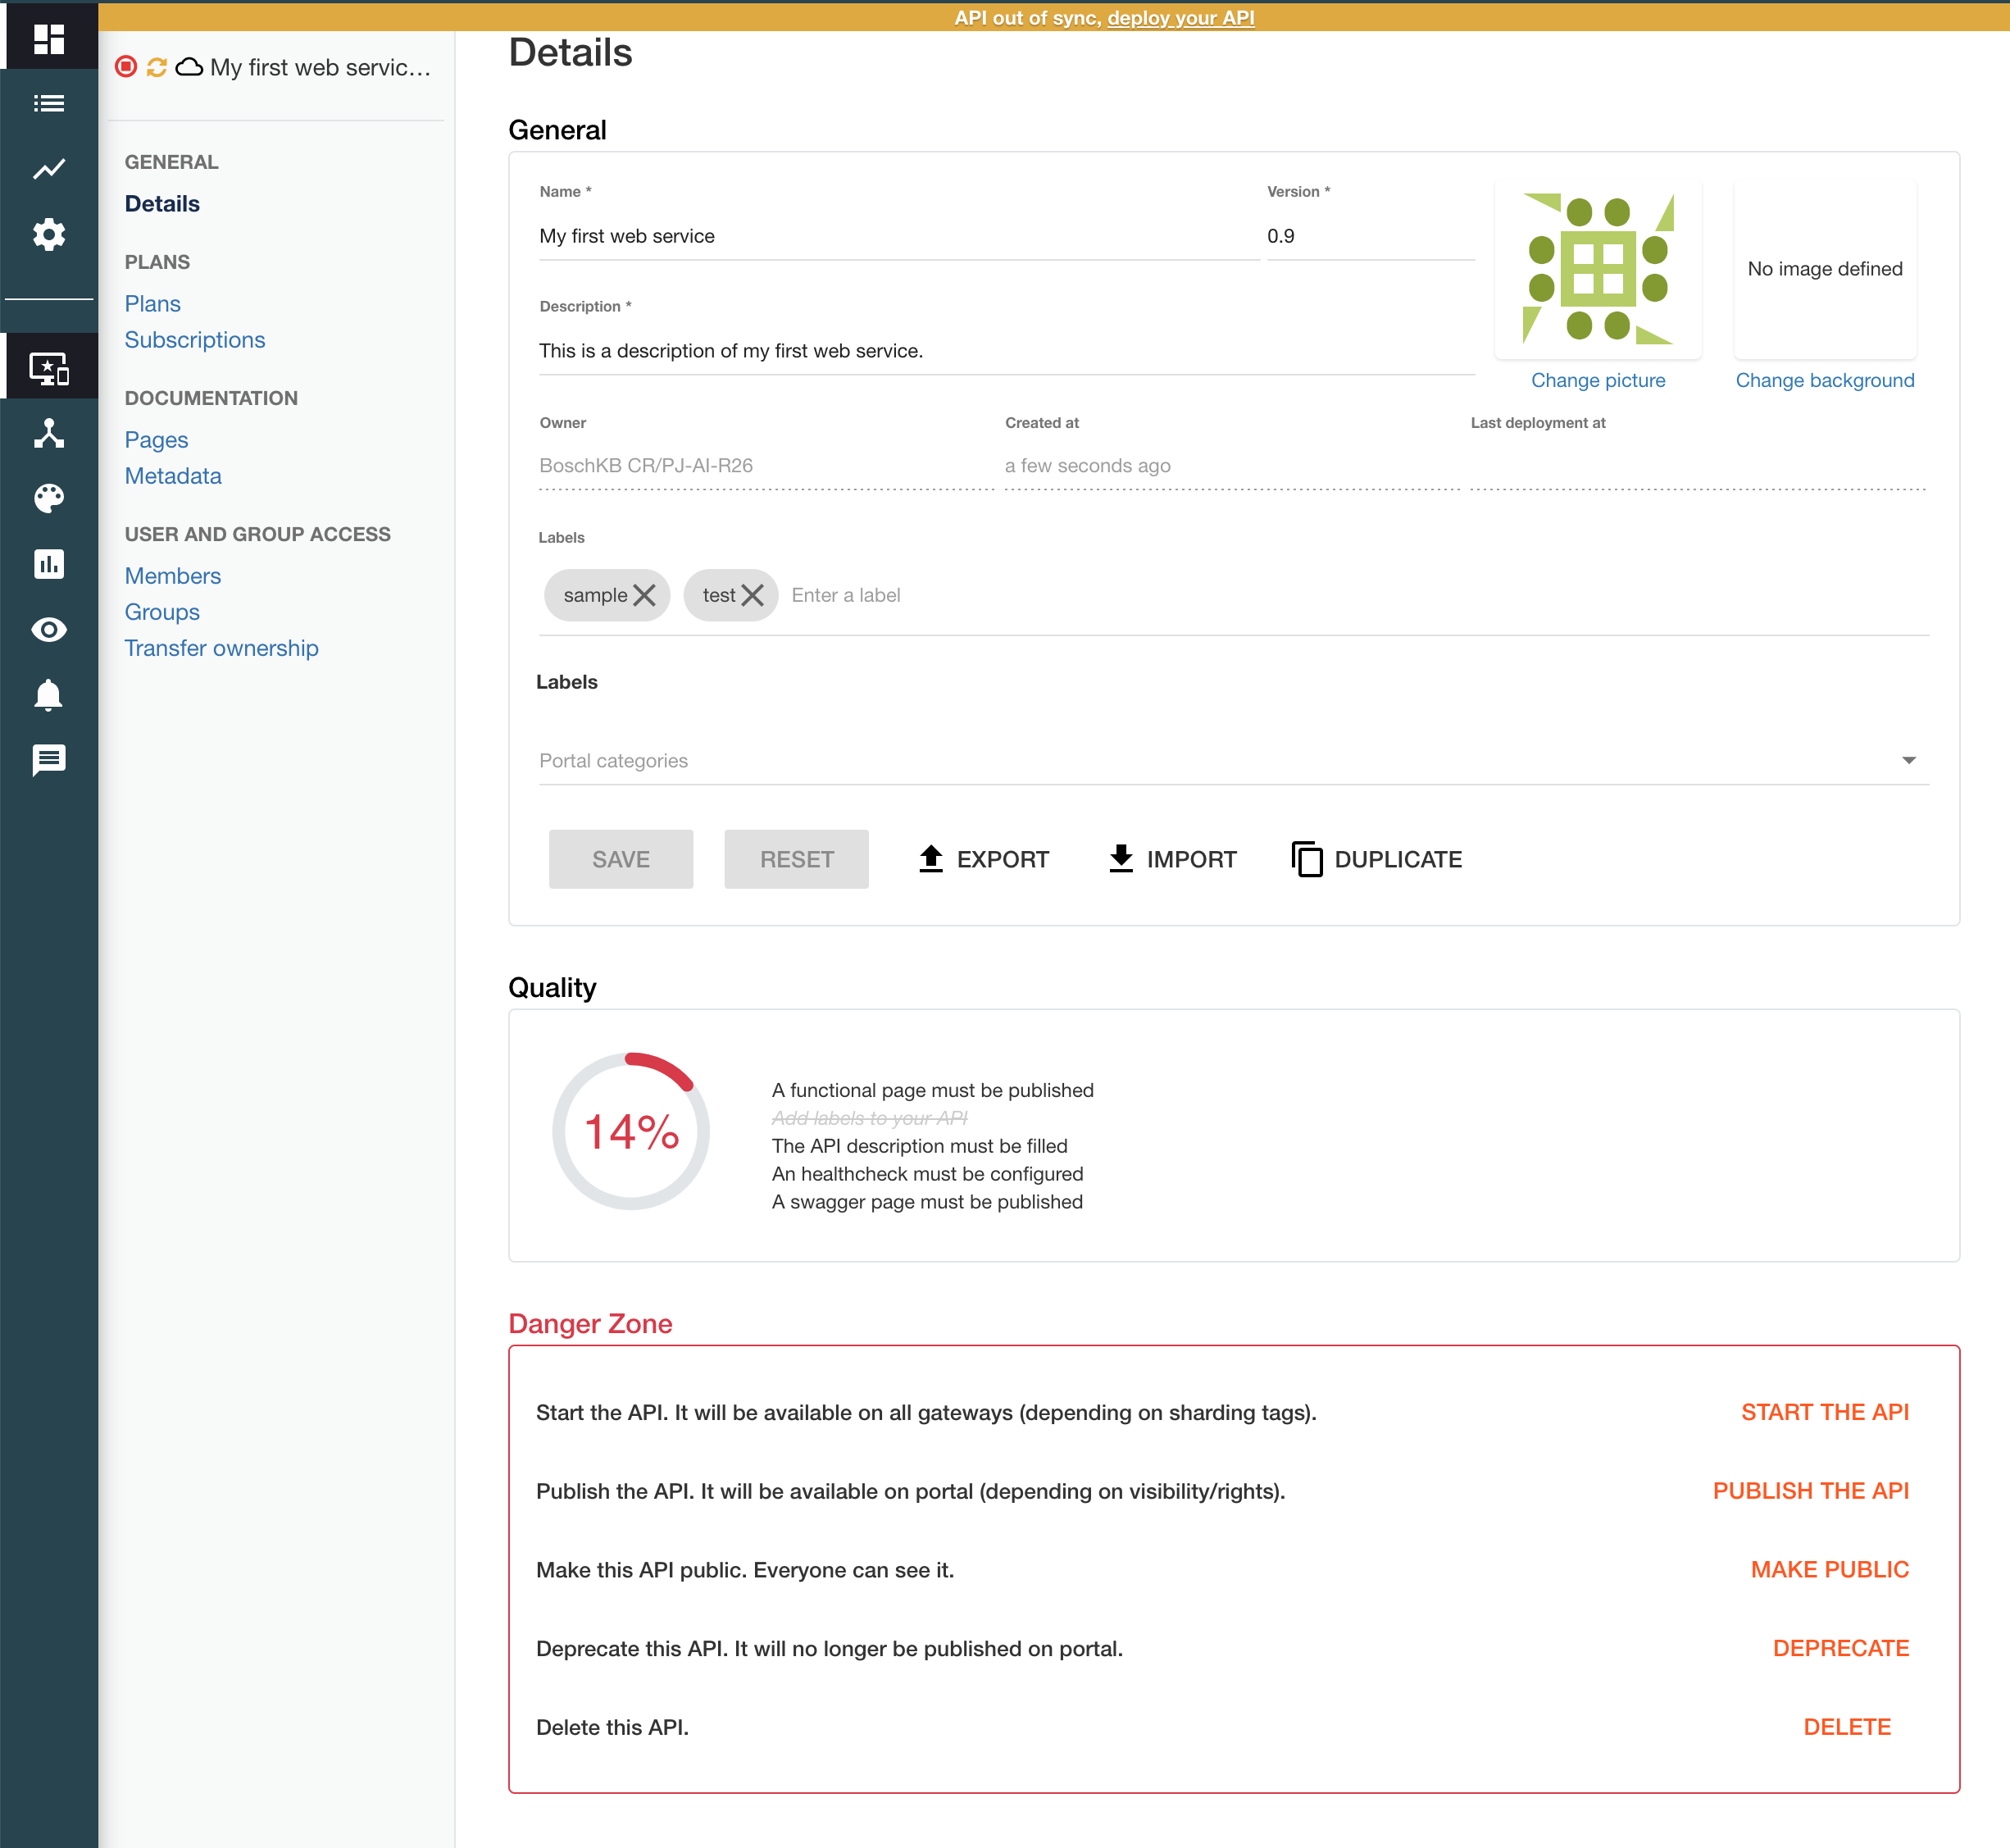 API out of sync, deploy your API
My first web servic...
GENERAL
Details
PLANS
Plans
Subscriptions
DOCUMENTATION
Pages
Metadata
USER AND GROUP ACCESS
Members
Groups
Transfer ownership
Details
General
Name *
Version *
My first web service
0.9
No image defined
Description *
This is a description of my first web service.
Change picture
Change background
Owner
Created at
Last deployment at
BoschKB CR/PJ-AI-R26
a few seconds ago
Labels
sample
test
Enter a label
Labels
Portal categories
SAVE
RESET
EXPORT
IMPORT
DUPLICATE
Quality
14%
A functional page must be published
Add labels to your API
The API description must be filled
An healthcheck must be configured
A swagger page must be published
Danger Zone
Start the API. It will be available on all gateways (depending on sharding tags).
START THE API
Publish the API. It will be available on portal (depending on visibility/rights).
PUBLISH THE API
Make this API public. Everyone can see it.
MAKE PUBLIC
Deprecate this API. It will no longer be published on portal.
DEPRECATE
Delete this API.
DELETE